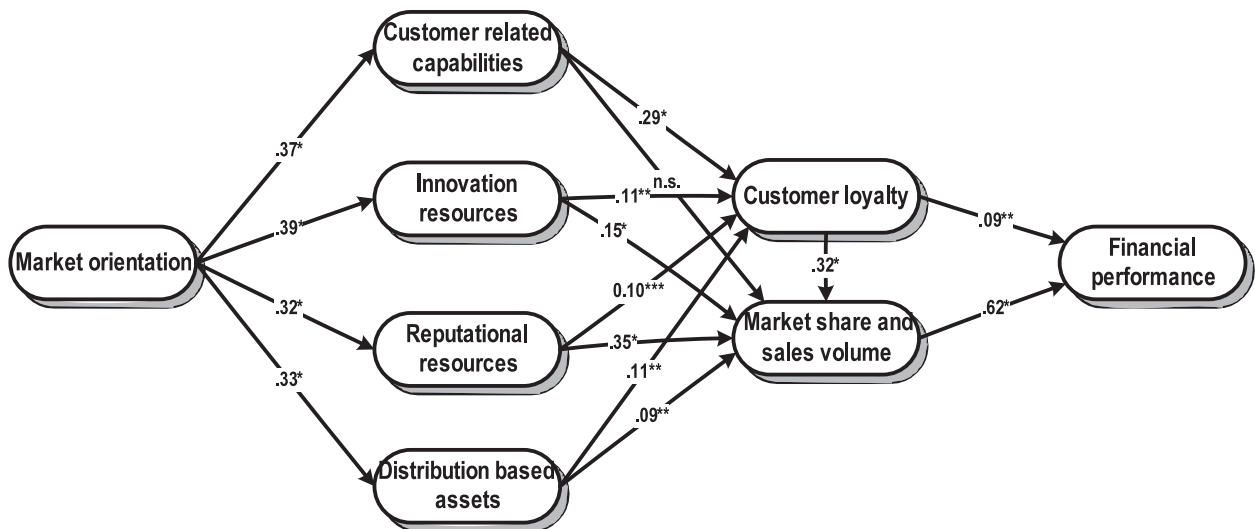 Customer related
capabilities
.29*
.37*
n.s.
Innovation
resources
.11**
Customer loyalty
.09**
.39*
.15*
Market orientation
.32*
Financial
performance
0.10***
.32*
Reputational
resources
.35*
Market share and
sales volume
.62*
.33*
.11**
.09**
Distribution based
assets